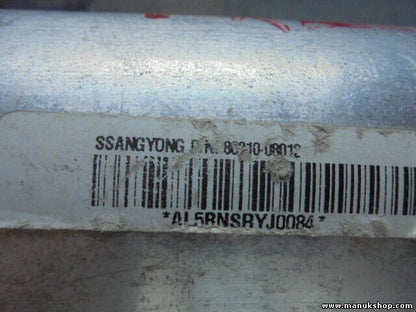 SSANGYONG P/N. 86210-08012
*AL5RNSRYJ0084*
www.manukshop.com